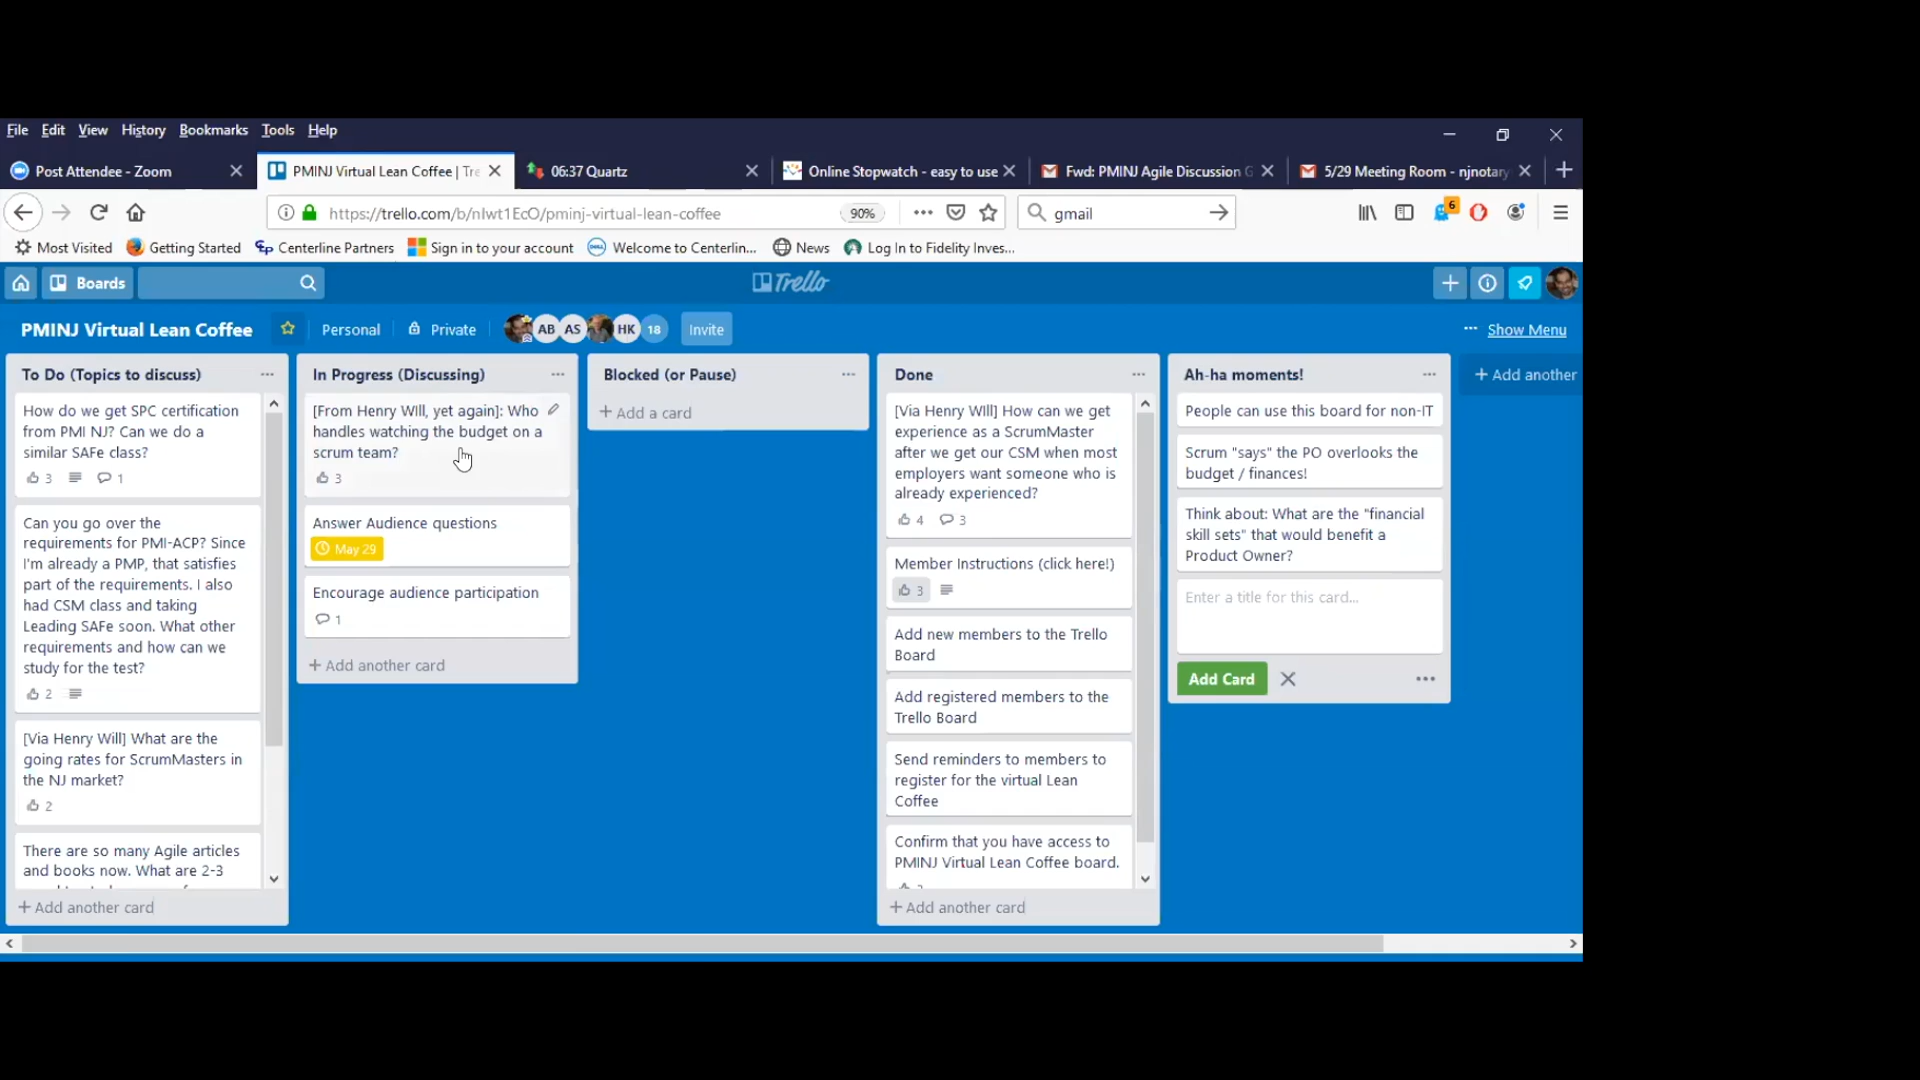 File Edit View History Bookmarks Tools Help
Post Attendee - Zoom
PMINJ Virtual Lean Coffee | Tre
06:37 Quartz
Online Stopwatch - easy to use
Fwd: PMINJ Agile Discussion G
5/29 Meeting Room - njnotary
https://trello.com/b/nIwt1EcO/pminj-virtual-lean-coffee
90%
gmail
6
Most Visited
Getting Started
Centerline Partners
Sign in to your account
Welcome to Centerlin...
News
Log In to Fidelity Inves...
Boards
Trello
PMINJ Virtual Lean Coffee
Personal
Private
AB
AS
HK
18
Invite
... Show Menu
To Do (Topics to discuss)
How do we get SPC certification
from PMI NJ? Can we do a
similar SAFe class?
3
1
Can you go over the
requirements for PMI-ACP? Since
I'm already a PMP, that satisfies
part of the requirements. I also
had CSM class and taking
Leading SAFe soon. What other
requirements and how can we
study for the test?
2
[Via Henry Will] What are the
going rates for ScrumMasters in
the NJ market?
2
There are so many Agile articles
and books now. What are 2-3
+ Add another card
In Progress (Discussing)
[From Henry WIll, yet again]: Who
handles watching the budget on a
scrum team?
3
Answer Audience questions
May 29
Encourage audience participation
1
+ Add another card
Blocked (or Pause)
+ Add a card
Done
[Via Henry WIll] How can we get
experience as a ScrumMaster
after we get our CSM when most
employers want someone who is
already experienced?
4
3
Member Instructions (click here!)
3
Add new members to the Trello
Board
Add registered members to the
Trello Board
Send reminders to members to
register for the virtual Lean
Coffee
Confirm that you have access to
PMINJ Virtual Lean Coffee board.
+ Add another card
Ah-ha moments!
People can use this board for non-IT
Scrum "says" the PO overlooks the
budget / finances!
Think about: What are the "financial
skill sets" that would benefit a
Product Owner?
Enter a title for this card...
Add Card
+ Add another